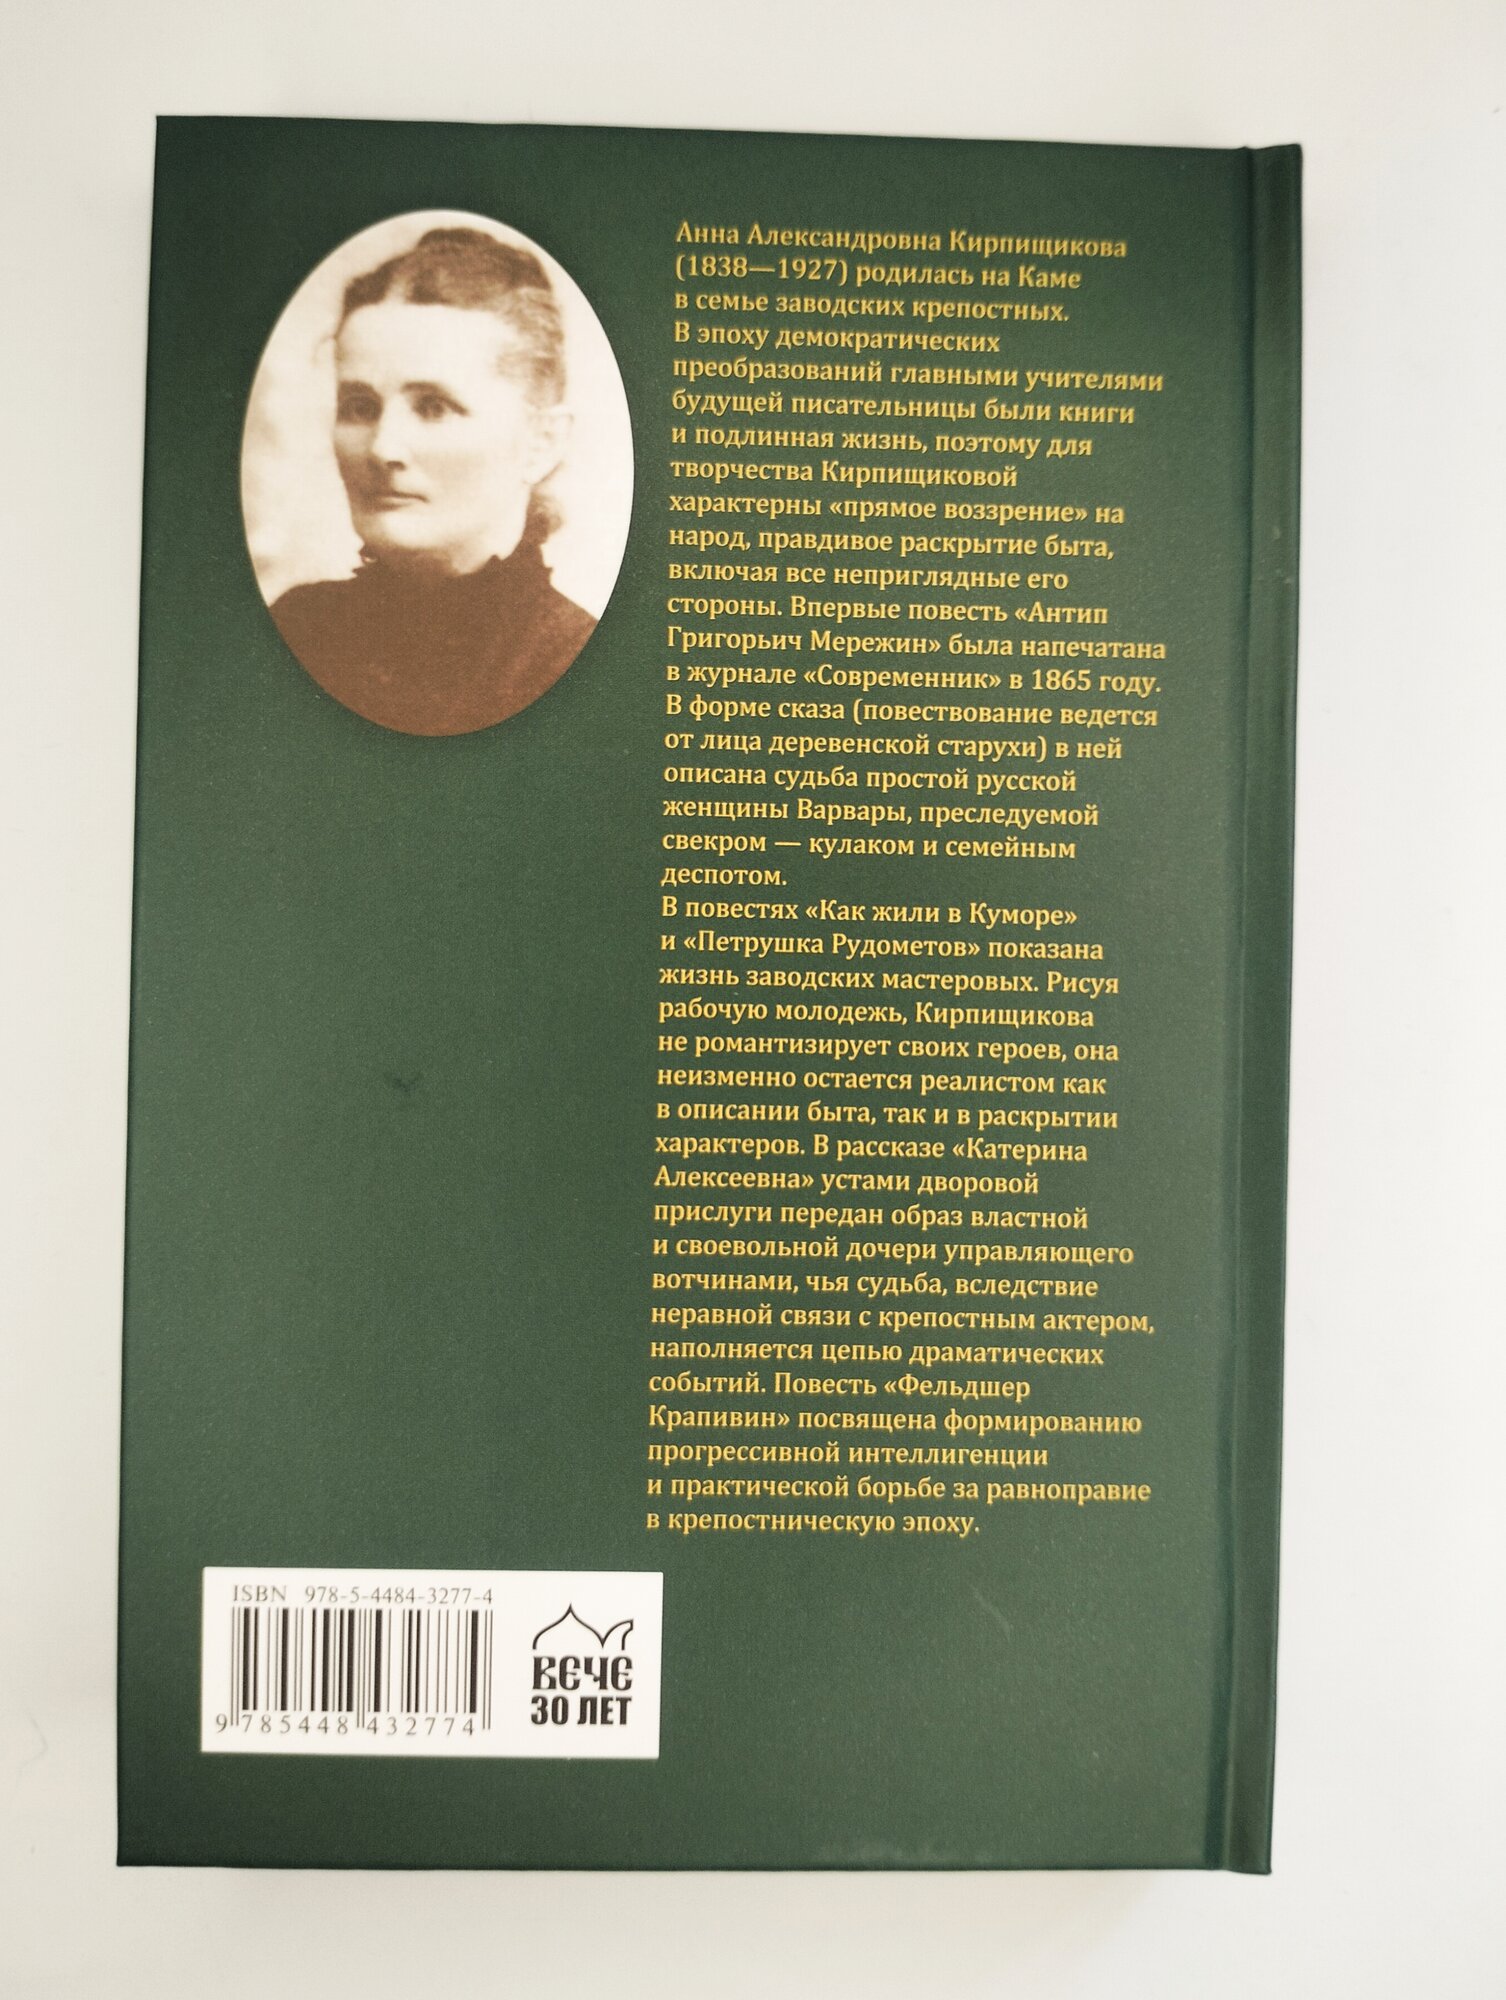 Анна Александровна Кирпищикова
(1838—1927) родилась на Каме
в семье заводских крепостных.
В эпоху демократических
преобразований главными учителями
будущей писательницы были книги
и подлинная жизнь, поэтому для
творчества Кирпищиковой
характерны «прямое воззрение» на
народ, правдивое раскрытие быта,
включая все неприглядные его
стороны. Впервые повесть «Антип
Григорьич Мережин» была напечатана
в журнале «Современник» в 1865 году.
В форме сказа (повествование ведется
от лица деревенской старухи) в ней
описана судьба простой русской
женщины Варвары, преследуемой
свекром — кулаком и семейным
деспотом.
В повестях «Как жили в Куморе»
и «Петрушка Рудометов» показана
жизнь заводских мастеровых. Рисуя
рабочую молодежь, Кирпищикова
не романтизирует своих героев, она
неизменно остается реалистом как
в описании быта, так и в раскрытии
характеров. В рассказе «Катерина
Алексеевна» устами дворовой
прислуги передан образ властной
и своевольной дочери управляющего
вотчинами, чья судьба, вследствие
неравной связи с крепостным актером,
наполняется цепью драматических
событий. Повесть «Фельдшер
Крапивин» посвящена формированию
прогрессивной интеллигенции
и практической борьбе за равноправие
в крепостническую эпоху.
ISBN 978-5-4484-3277-4
9 785448 432774
ВЕЧЕ
30 ЛЕТ